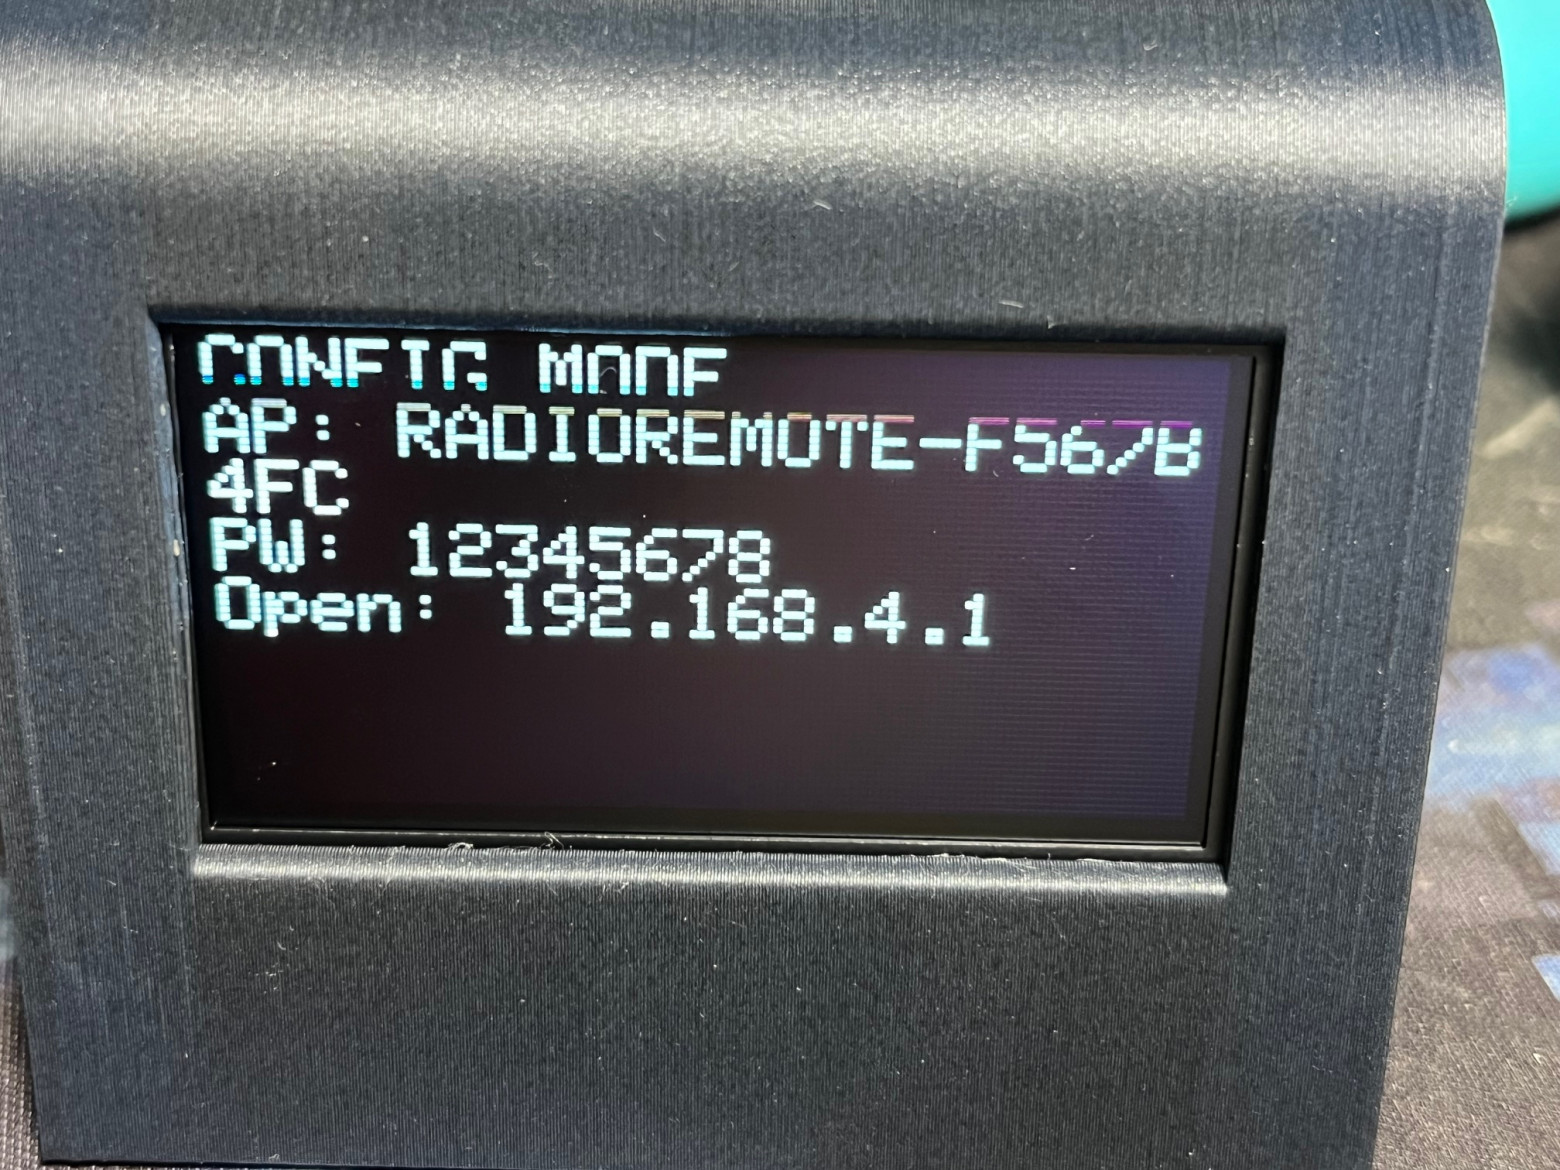 CONFIG MODE
AP: RADIOREMOTE-F567B
4FC
PW: 12345678
Open: 192.168.4.1